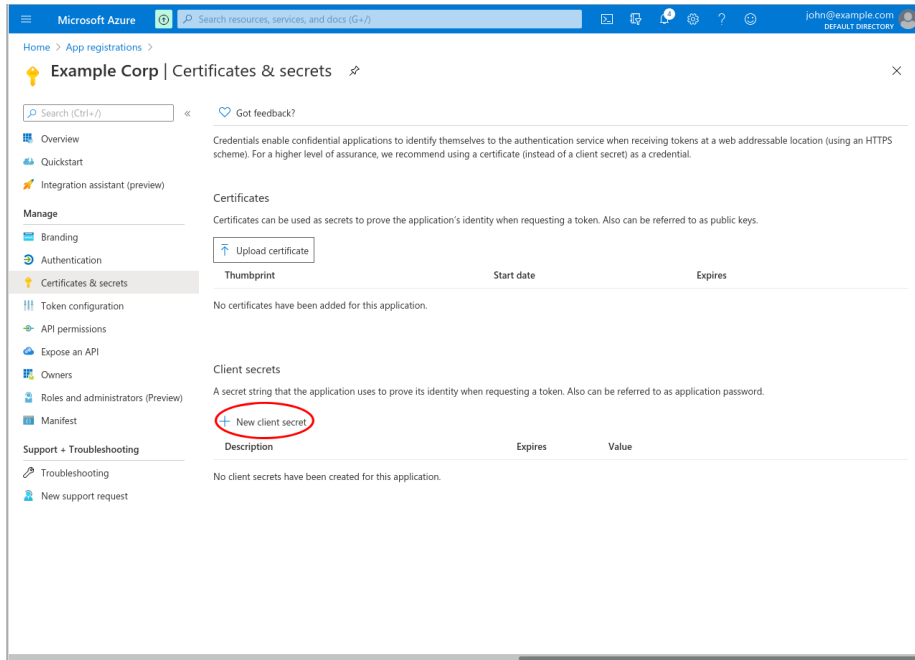 Microsoft Azure
Search resources, services, and docs (G+/)
4
john@example.com
DEFAULT DIRECTORY
Home > App registrations >
Example Corp | Certificates & secrets
Search (Ctrl+/)
Got feedback?
Overview
Quickstart
Integration assistant (preview)
Manage
Branding
Authentication
Certificates & secrets
Token configuration
API permissions
Expose an API
Owners
Roles and administrators (Preview)
Manifest
Support + Troubleshooting
Troubleshooting
New support request
Credentials enable confidential applications to identify themselves to the authentication service when receiving tokens at a web addressable location (using an HTTPS
scheme). For a higher level of assurance, we recommend using a certificate (instead of a client secret) as a credential.
Certificates
Certificates can be used as secrets to prove the application's identity when requesting a token. Also can be referred to as public keys.
Upload certificate
Thumbprint Start date Expires
No certificates have been added for this application.
Client secrets
A secret string that the application uses to prove its identity when requesting a token. Also can be referred to as application password.
New client secret
Description Expires Value
No client secrets have been created for this application.